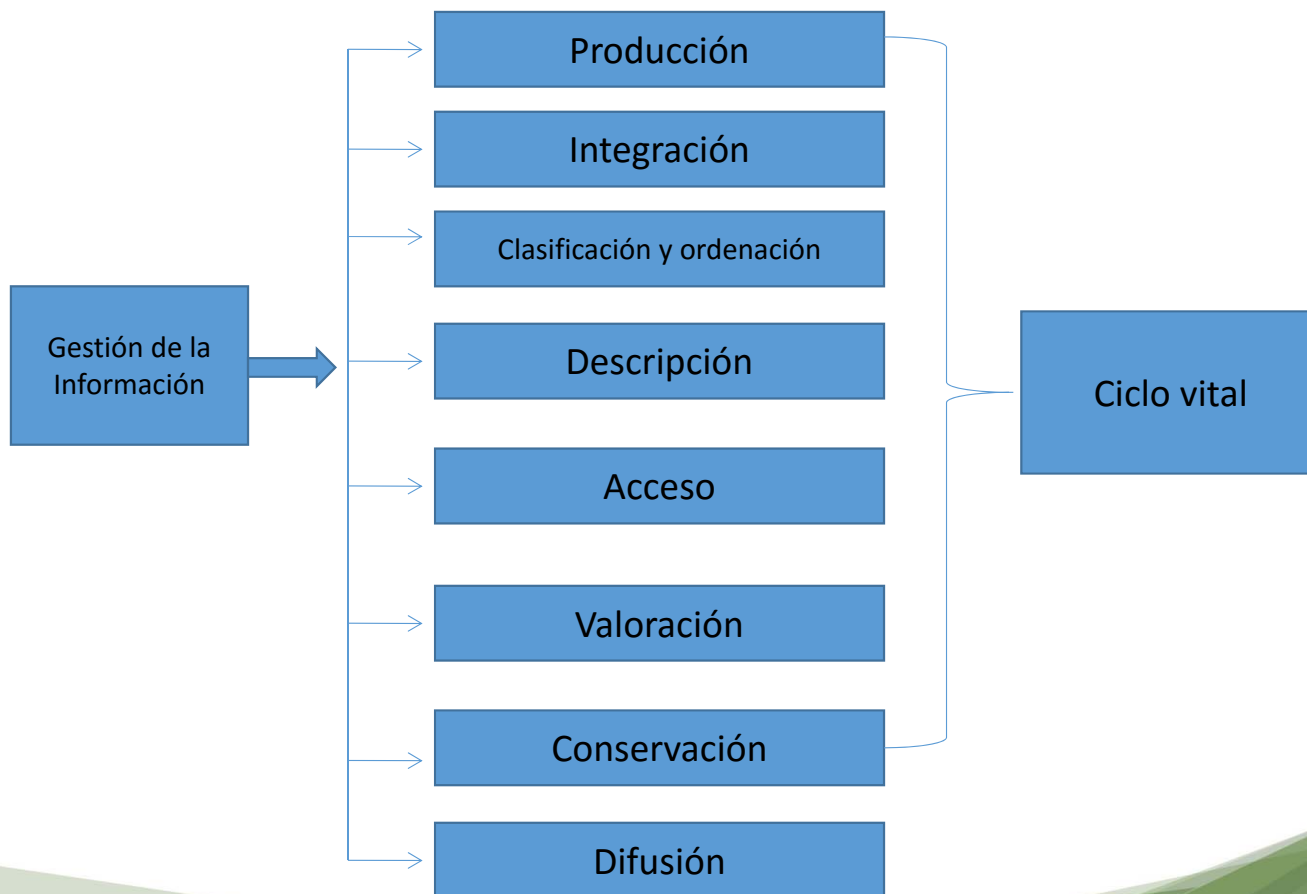 Producción
Integración
Clasificación y ordenación
Gestión de la
Información
Descripción
Ciclo vital
Acceso
Valoración
Conservación
Difusión